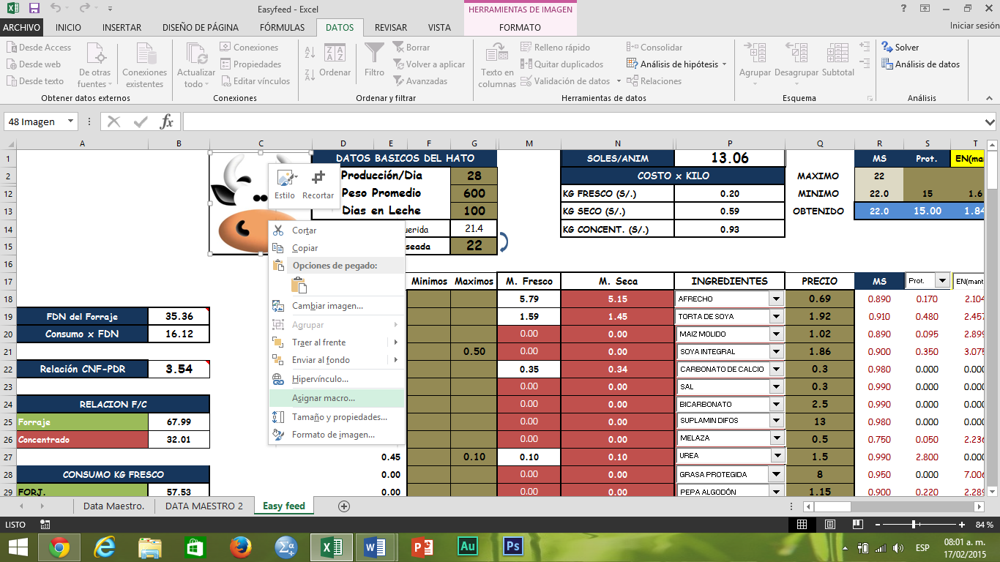 Easyfeed - Excel
HERRAMIENTAS DE IMAGEN
?
ARCHIVO INICIO INSERTAR DISEÑO DE PÁGINA FÓRMULAS DATOS REVISAR VISTA FORMATO
Iniciar sesión
Desde Access
Desde web
Desde texto
De otras fuentes
Conexiones existentes
Obtener datos externos
Actualizar todo
Conexiones
Propiedades
Editar vínculos
Conexiones
Ordenar
Filtro
Borrar
Volver a aplicar
Avanzadas
Ordenar y filtrar
Texto en columnas
Relleno rápido
Quitar duplicados
Validación de datos
Consolidar
Análisis de hipótesis
Relaciones
Herramientas de datos
Agrupar Desagrupar Subtotal
Esquema
Solver
Análisis de datos
Análisis
48 Imagen
fx
A B C D E F G M N P Q R S T
1 DATOS BASICOS DEL HATO SOLES/ANIM 13.06 MS Prot. EN(mar
2 Producción/Dia 28 COSTO x KILO MAXIMO 22
12 Peso Promedio 600 KG FRESCO (S/.) 0.20 MINIMO 22.0 15 1.6
13 Dias en Leche 100 KG SECO (S/.) 0.59 OBTENIDO 22.0 15.00 1.84
14 uerida 21.4 KG CONCENT. (S/.) 0.93
15 seada 22
16
17 Minimos Maximos M. Fresco M. Seca INGREDIENTES PRECIO MS Prot. EN(mant
18 5.79 5.15 AFRECHO 0.69 0.890 0.170 2.104
19 FDN del Forraje 35.36 1.59 1.45 TORTA DE SOYA 1.92 0.910 0.480 2.457
20 Consumo x FDN 16.12 0.00 0.00 MAIZ MOLIDO 1.02 0.890 0.095 2.899
21 0.50 0.00 0.00 SOYA INTEGRAL 1.86 0.900 0.350 3.075
22 Relación CNF-PDR 3.54 0.35 0.34 CARBONATO DE CALCIO 0.3 0.980 0.000 0.000
23 0.00 0.00 SAL 0.3 0.990 0.000 0.000
24 RELACION F/C 0.00 0.00 BICARBONATO 2.5 0.990 0.000 0.000
25 Forraje 67.99 0.00 0.00 SUPLAMIN DIFOS 13 0.980 0.000 0.000
26 Concentrado 32.01 0.00 0.00 MELAZA 0.5 0.750 0.050 2.236
27 0.45 0.10 0.10 0.10 UREA 1.5 0.990 2.800 0.000
28 CONSUMO KG FRESCO 0.00 0.00 0.00 GRASA PROTEGIDA 8 0.950 0.000 7.006
29 FORJ. 57.53 0.00 0.00 0.00 PEPA ALGODÓN 1.15 0.900 0.220 2.289
Estilo Recortar
Cortar
Copiar
Opciones de pegado:
Cambiar imagen...
Agrupar
Traer al frente
Enviar al fondo
Hipervínculo...
Asignar macro...
Tamaño y propiedades...
Formato de imagen...
Data Maestro. DATA MAESTRO 2 Easy feed
LISTO
84 %
Au Ps
ESP
08:01 a. m.
17/02/2015